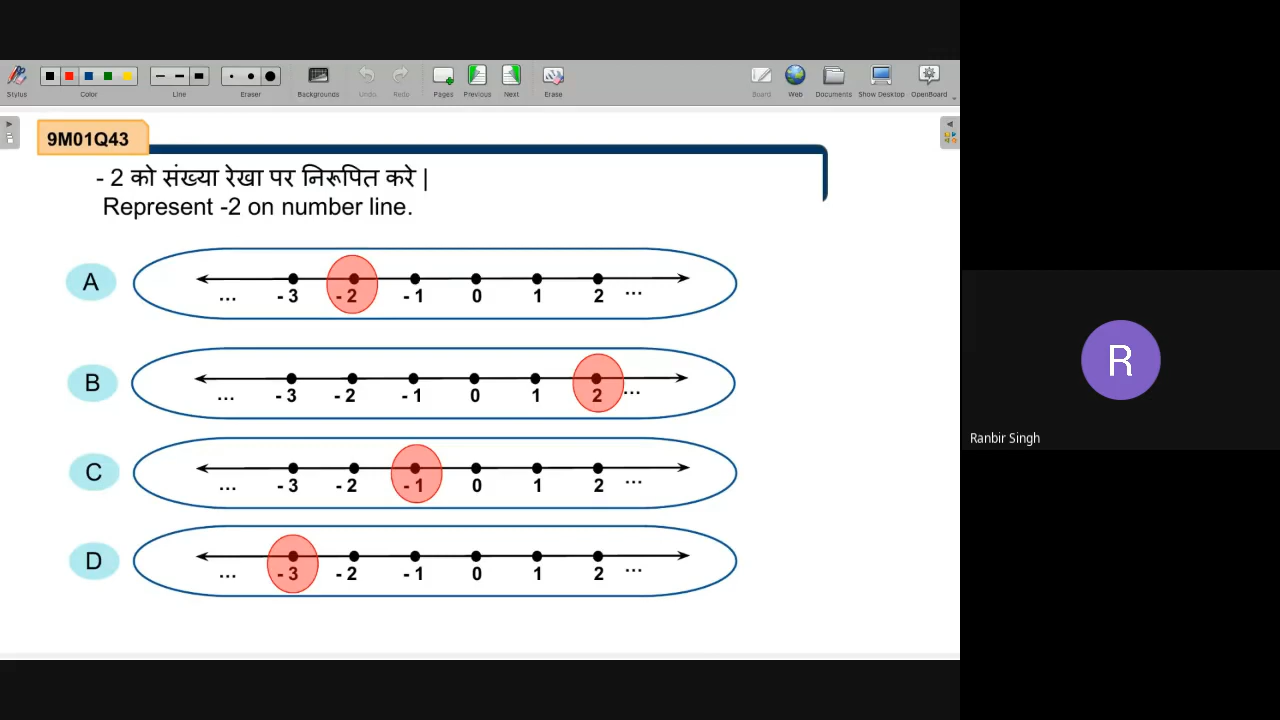 Stylus
Color
Line
Eraser
Backgrounds
Undo
Redo
Pages
Previous
Next
Erase
Board
Web
Documents
Show Desktop
OpenBoard
9M01Q43
- 2 को संख्या रेखा पर निरूपित करे |
Represent -2 on number line.
A
... - 3 - 2 - 1 0 1 2 ...
B
... - 3 - 2 - 1 0 1 2 ...
C
... - 3 - 2 - 1 0 1 2 ...
D
... - 3 - 2 - 1 0 1 2 ...
R
Ranbir Singh